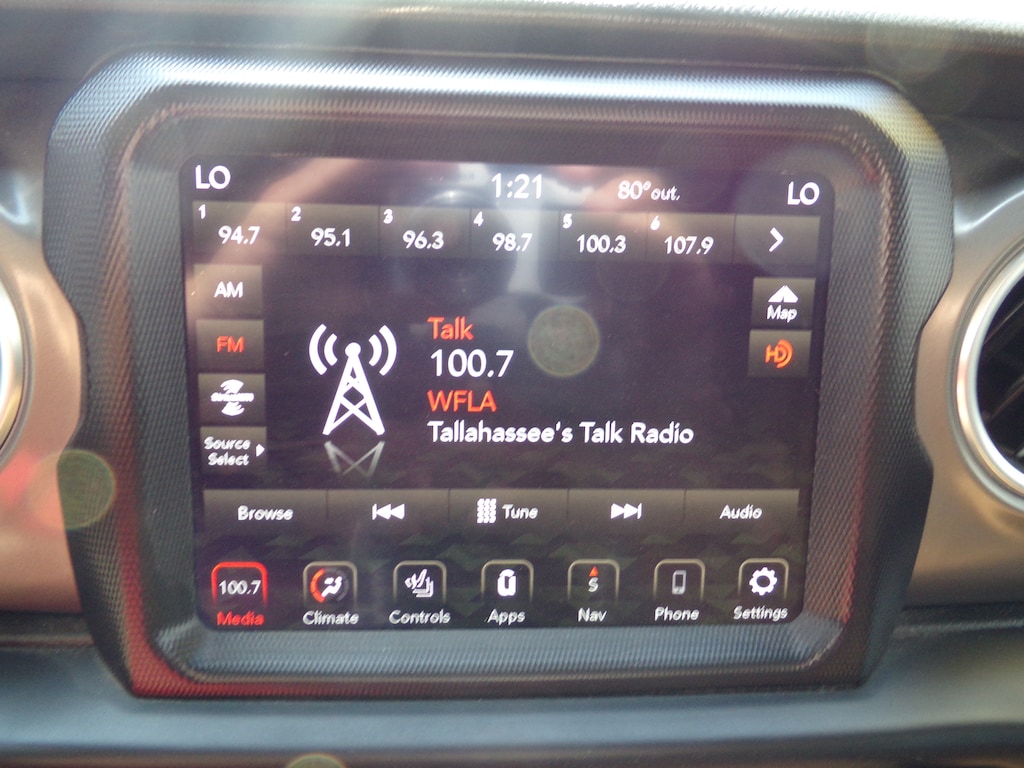 LO 1:21 80° out. LO
1 94.7 2 95.1 3 96.3 4 98.7 5 100.3 6 107.9
AM
FM
SiriusXM
Source
Select
Talk
100.7
WFLA
Tallahassee's Talk Radio
Map
HD
Browse Tune Audio
100.7 S
Media Climate Controls Apps Nav Phone Settings